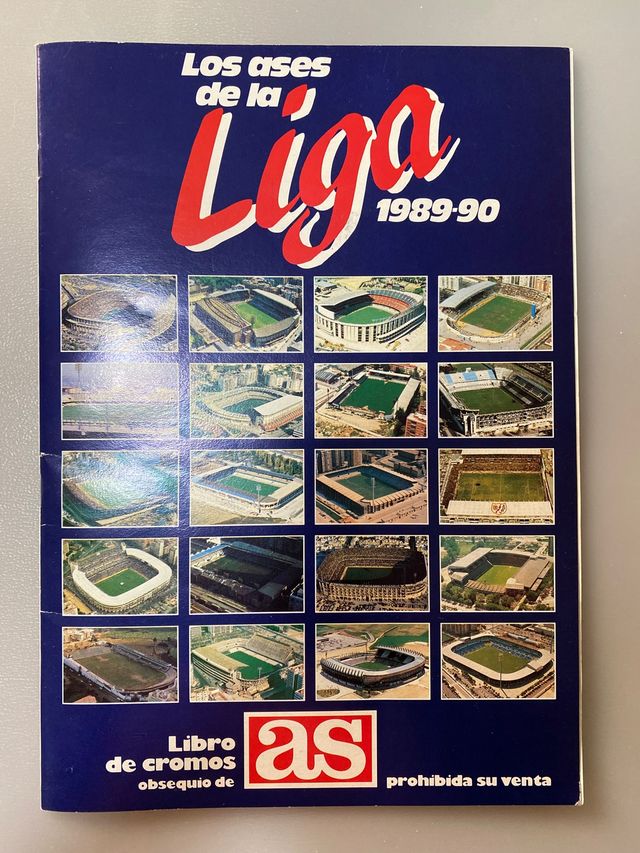 Los ases
de la
Liga
1989-90
Libro
de cromos
obsequio de
as
prohibida su venta